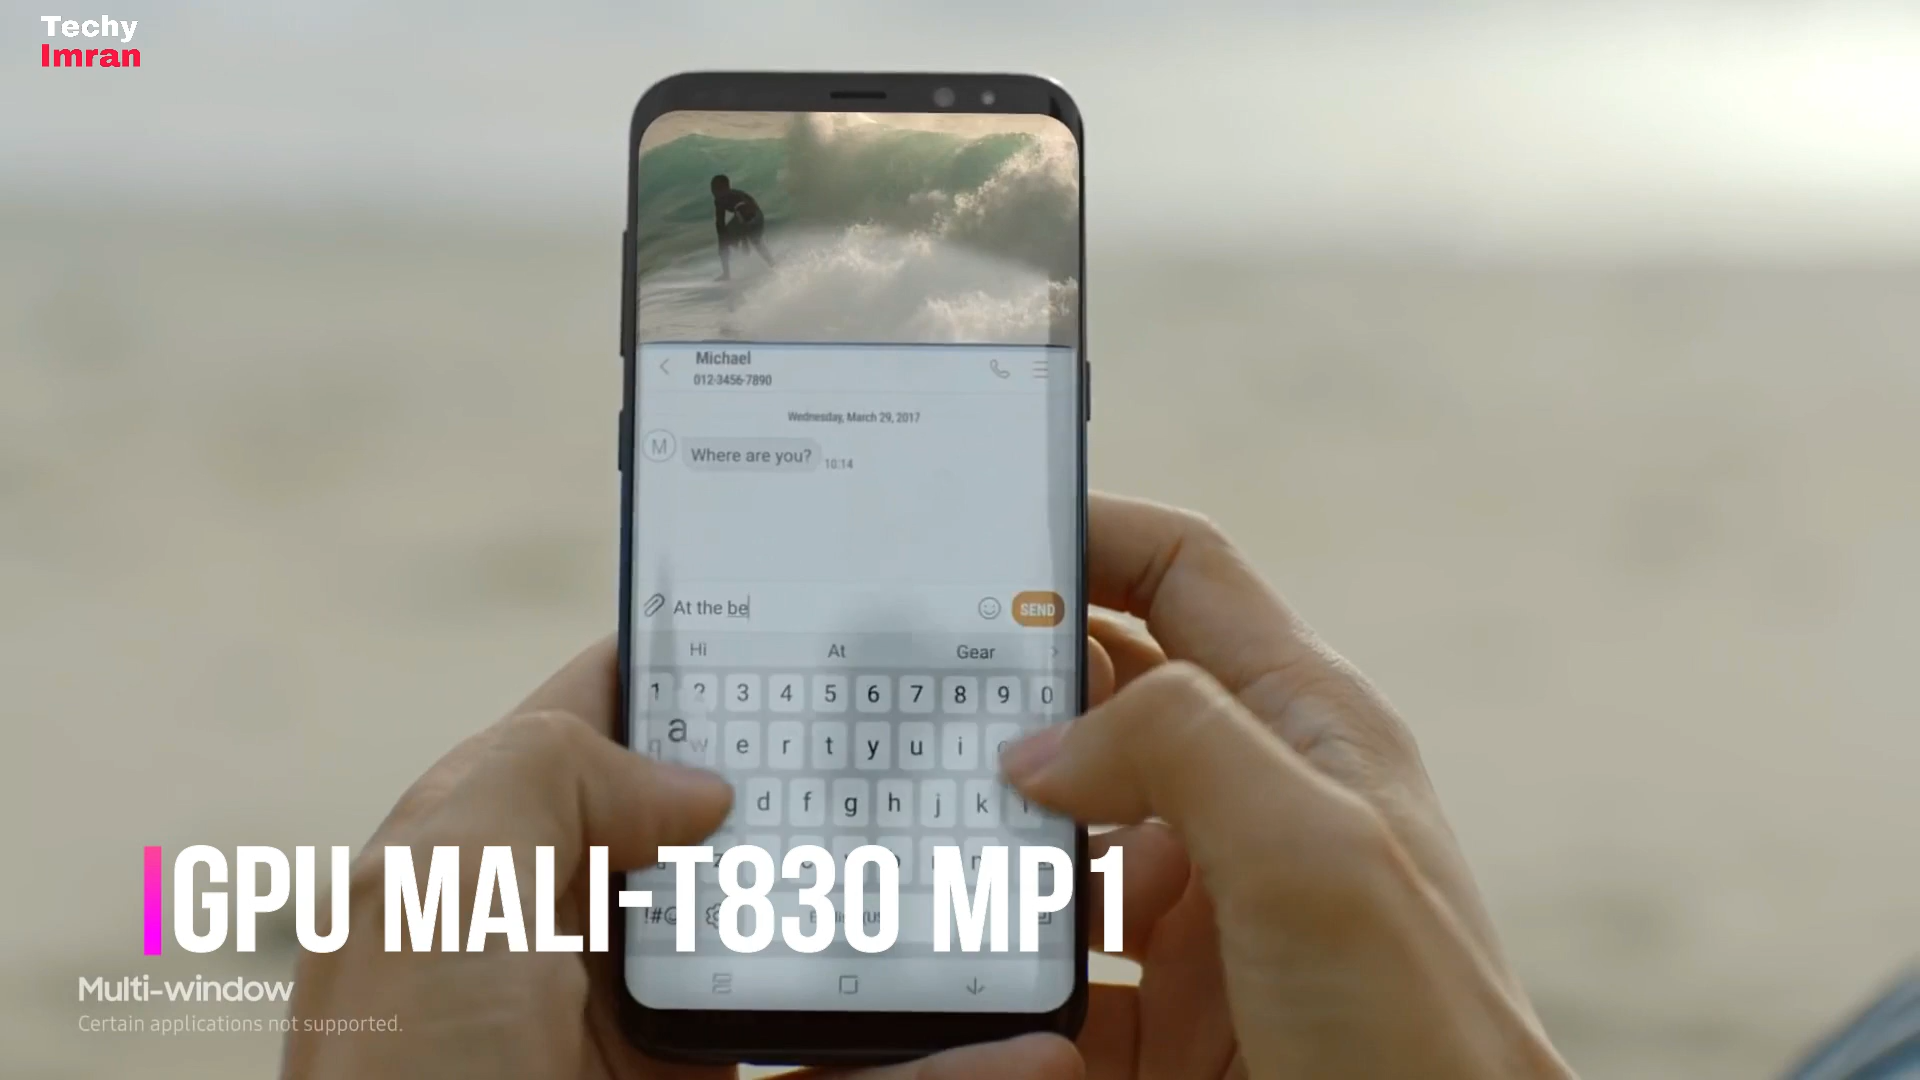 Techy
Imran
Michael
012-3456-7890
Wednesday, March 29, 2017
M
Where are you?
10:14
At the be
SEND
Hi At Gear
1 2 3 4 5 6 7 8 9 0
a
q w e r t y u i
d f g h j k
GPU MALI-T830 MP1
!#
Multi-window
Certain applications not supported.